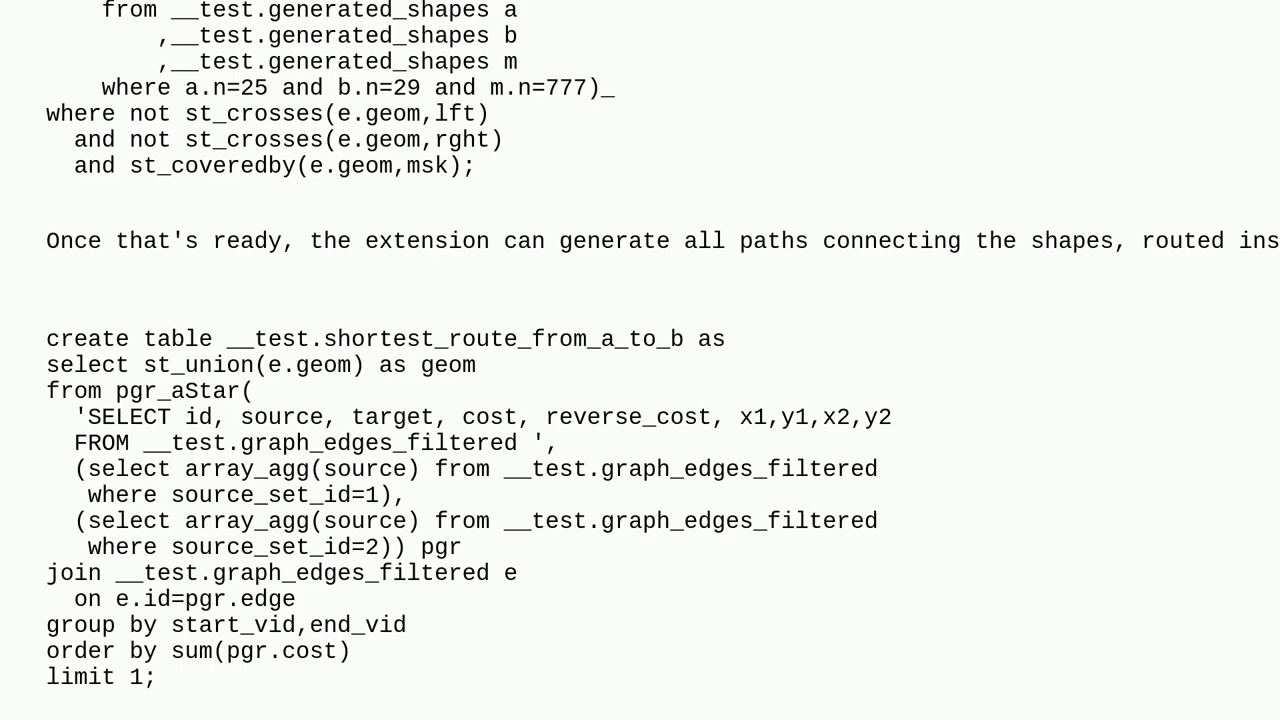 from __test.generated_shapes a
,__test.generated_shapes b
,__test.generated_shapes m
where a.n=25 and b.n=29 and m.n=777)_
where not st_crosses(e.geom,lft)
and not st_crosses(e.geom,rght)
and st_coveredby(e.geom,msk);
Once that's ready, the extension can generate all paths connecting the shapes, routed ins
create table __test.shortest_route_from_a_to_b as
select st_union(e.geom) as geom
from pgr_aStar(
'SELECT id, source, target, cost, reverse_cost, x1,y1,x2,y2
FROM __test.graph_edges_filtered ',
(select array_agg(source) from __test.graph_edges_filtered
where source_set_id=1),
(select array_agg(source) from __test.graph_edges_filtered
where source_set_id=2)) pgr
join __test.graph_edges_filtered e
on e.id=pgr.edge
group by start_vid,end_vid
order by sum(pgr.cost)
limit 1;